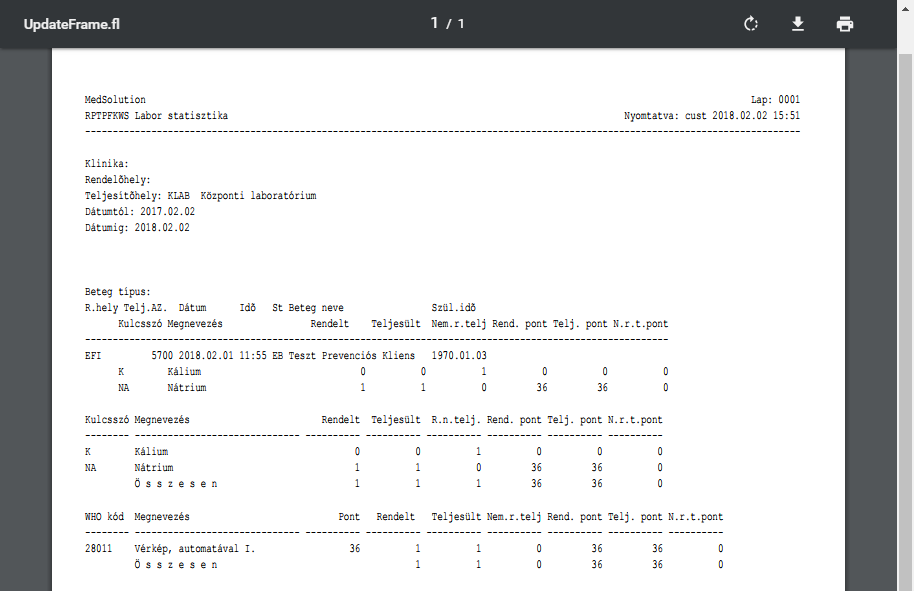 UpdateFrame.fl 1 / 1
MedSolution Lap: 0001
RPTPFKWS Labor statisztika Nyomtatva: cust 2018.02.02 15:51
Klinika:
Rendelõhely:
Teljesítõhely: KLAB Központi laboratórium
Dátumtól: 2017.02.02
Dátumig: 2018.02.02
Beteg típus:
R.hely Telj.AZ. Dátum Idõ St Beteg neve Szül.idõ
Kulcsszó Megnevezés Rendelt Teljesült Nem.r.telj Rend. pont Telj. pont N.r.t.pont
EFI 5700 2018.02.01 11:55 EB Teszt Prevenciós Kliens 1970.01.03
K Kálium 0 0 1 0 0 0
NA Nátrium 1 1 0 36 36 0
Kulcsszó Megnevezés Rendelt Teljesült R.n.telj. Rend. pont Telj. pont N.r.t.pont
K Kálium 0 0 1 0 0 0
NA Nátrium 1 1 0 36 36 0
Ö s s z e s e n 1 1 1 36 36 0
WHO kód Megnevezés Pont Rendelt Teljesült Nem.r.telj Rend. pont Telj. pont N.r.t.pont
28011 Vérkép, automatával I. 36 1 1 0 36 36 0
Ö s s z e s e n 1 1 0 36 36 0